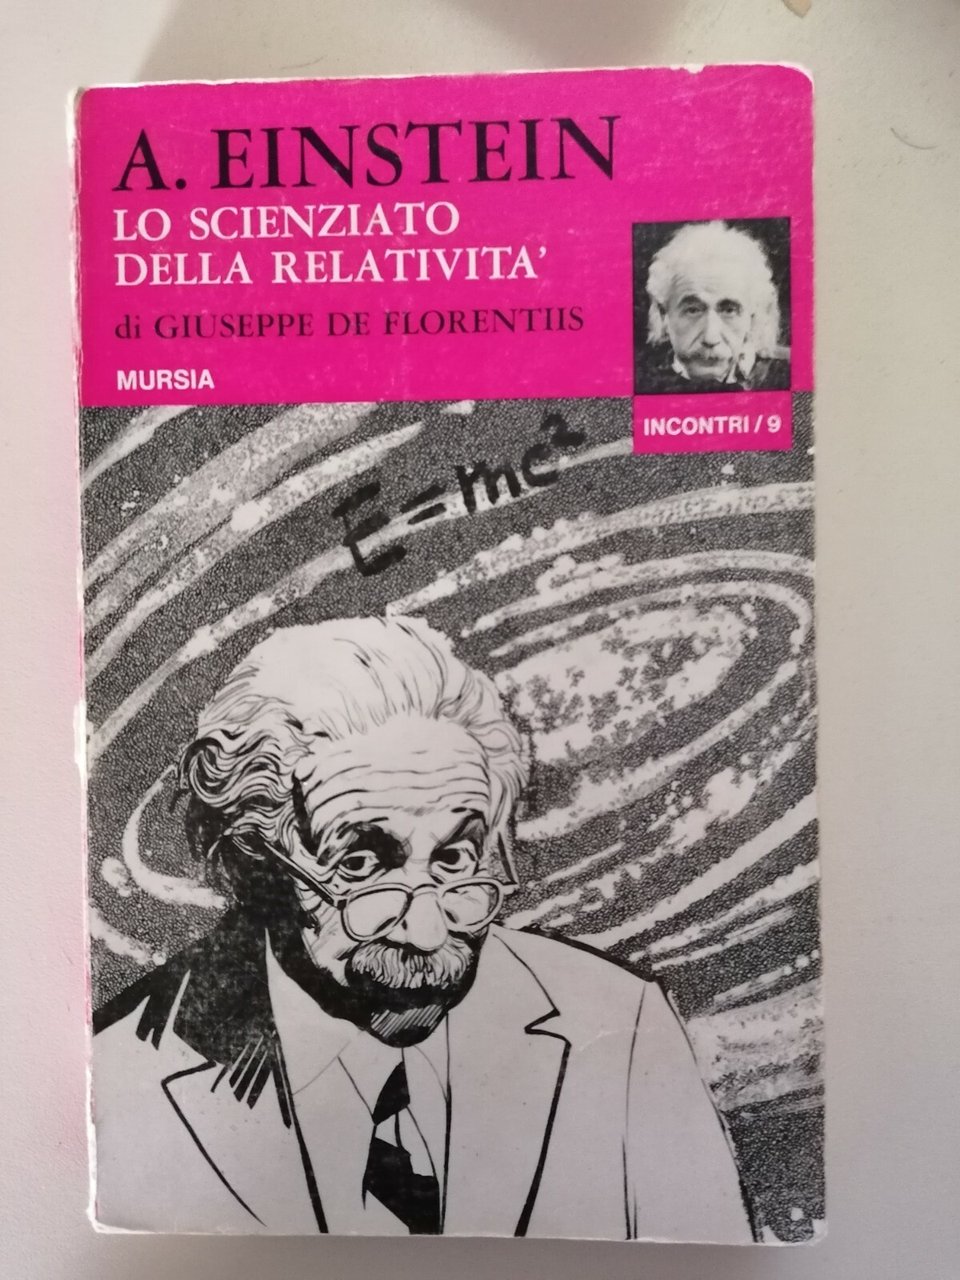 A. EINSTEIN
LO SCIENZIATO
DELLA RELATIVITA'
di GIUSEPPE DE FLORENTIIS
MURSIA
INCONTRI / 9
E=mc²